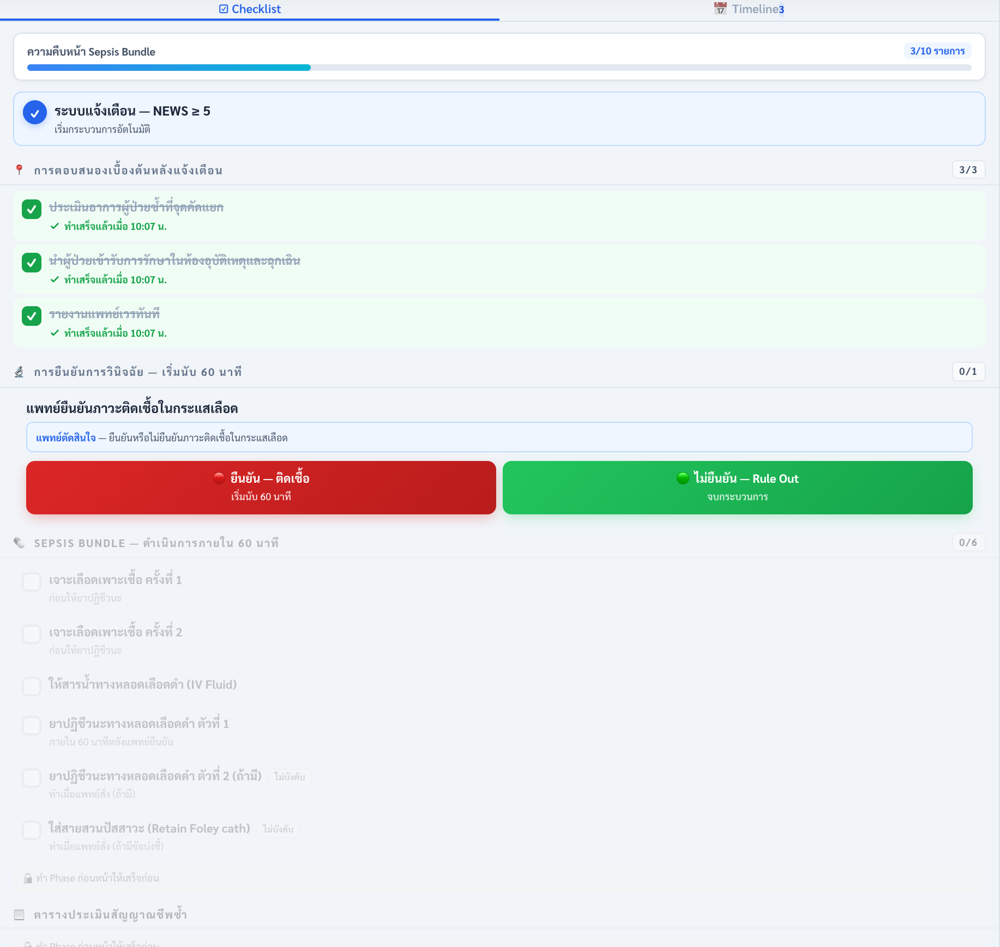 Checklist
Timeline3
ความคืบหน้า Sepsis Bundle
3/10 รายการ
ระบบแจ้งเตือน — NEWS ≥ 5
เริ่มกระบวนการอัตโนมัติ
การตอบสนองเบื้องต้นหลังแจ้งเตือน
3/3
ประเมินอาการผู้ป่วยซ้ำที่จุดคัดแยก
ทำเสร็จแล้วเมื่อ 10:07 น.
นำผู้ป่วยเข้ารับการรักษาในห้องอุบัติเหตุและฉุกเฉิน
ทำเสร็จแล้วเมื่อ 10:07 น.
รายงานแพทย์เวรทันที
ทำเสร็จแล้วเมื่อ 10:07 น.
การยืนยันการวินิจฉัย — เริ่มนับ 60 นาที
0/1
แพทย์ยืนยันภาวะติดเชื้อในกระแสเลือด
แพทย์ตัดสินใจ — ยืนยันหรือไม่ยืนยันภาวะติดเชื้อในกระแสเลือด
ยืนยัน — ติดเชื้อ
เริ่มนับ 60 นาที
ไม่ยืนยัน — Rule Out
จบกระบวนการ
SEPSIS BUNDLE — ดำเนินการภายใน 60 นาที
0/6
เจาะเลือดเพาะเชื้อ ครั้งที่ 1
ก่อนให้ยาปฏิชีวนะ
เจาะเลือดเพาะเชื้อ ครั้งที่ 2
ก่อนให้ยาปฏิชีวนะ
ให้สารน้ำทางหลอดเลือดดำ (IV Fluid)
ยาปฏิชีวนะทางหลอดเลือดดำ ตัวที่ 1
ภายใน 60 นาทีหลังแพทย์ยืนยัน
ยาปฏิชีวนะทางหลอดเลือดดำ ตัวที่ 2 (ถ้ามี) ไม่บังคับ
ทำเมื่อแพทย์สั่ง (ถ้ามี)
ใส่สายสวนปัสสาวะ (Retain Foley cath) ไม่บังคับ
ทำเมื่อแพทย์สั่ง (ถ้ามีข้อบ่งชี้)
ทำ Phase ก่อนหน้าให้เสร็จก่อน
ตารางประเมินสัญญาณชีพซ้ำ
ทำ Phase ก่อนหน้าให้เสร็จก่อน